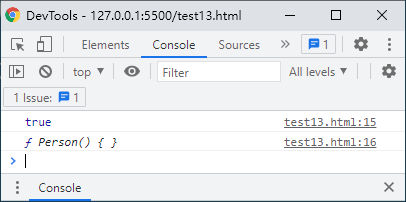 DevTools - 127.0.0.1:5500/test13.html
Elements Console Sources » 1
top ▾ Filter All levels ▾
1 Issue: 1
true test13.html:15
ƒ Person() { } test13.html:16
>
Console